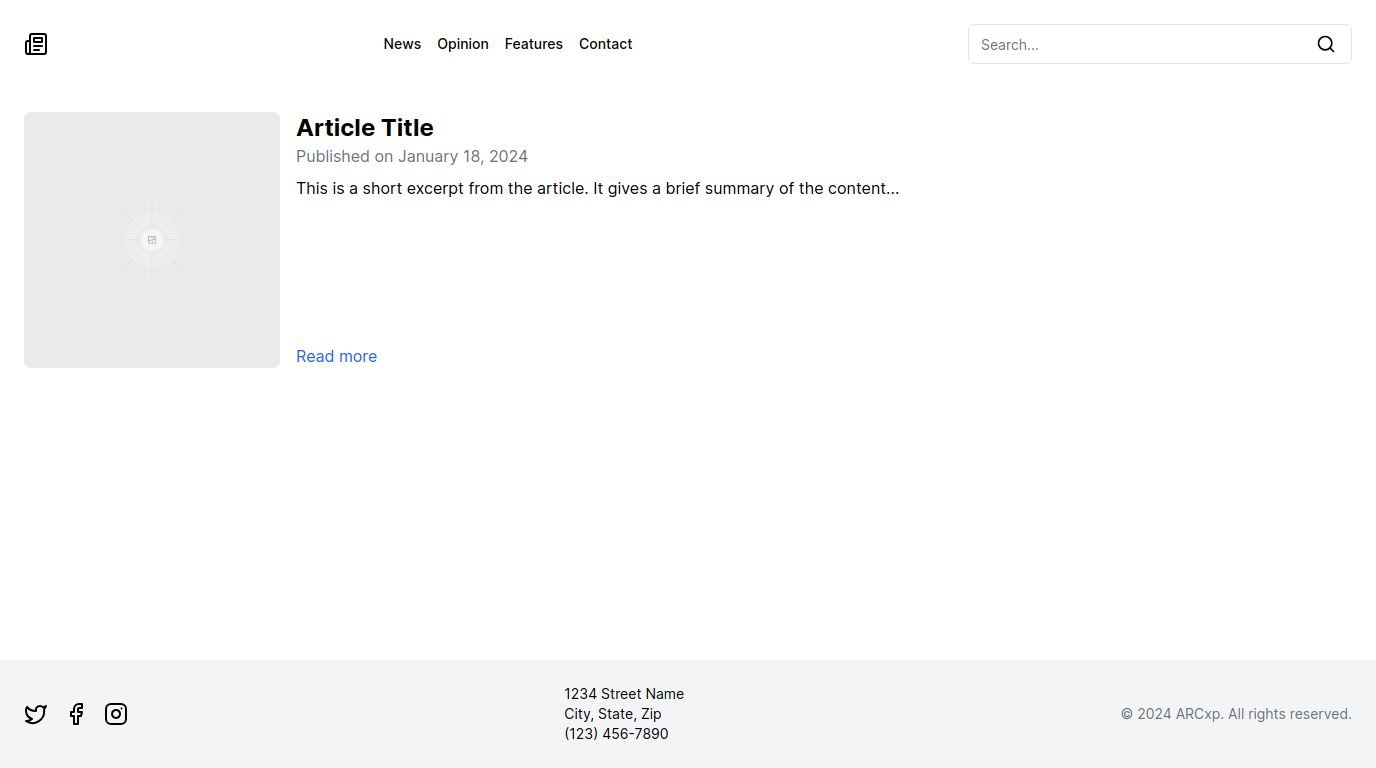 News Opinion Features Contact
Search...
Article Title
Published on January 18, 2024
This is a short excerpt from the article. It gives a brief summary of the content...
Read more
1234 Street Name
City, State, Zip
(123) 456-7890
© 2024 ARCxp. All rights reserved.